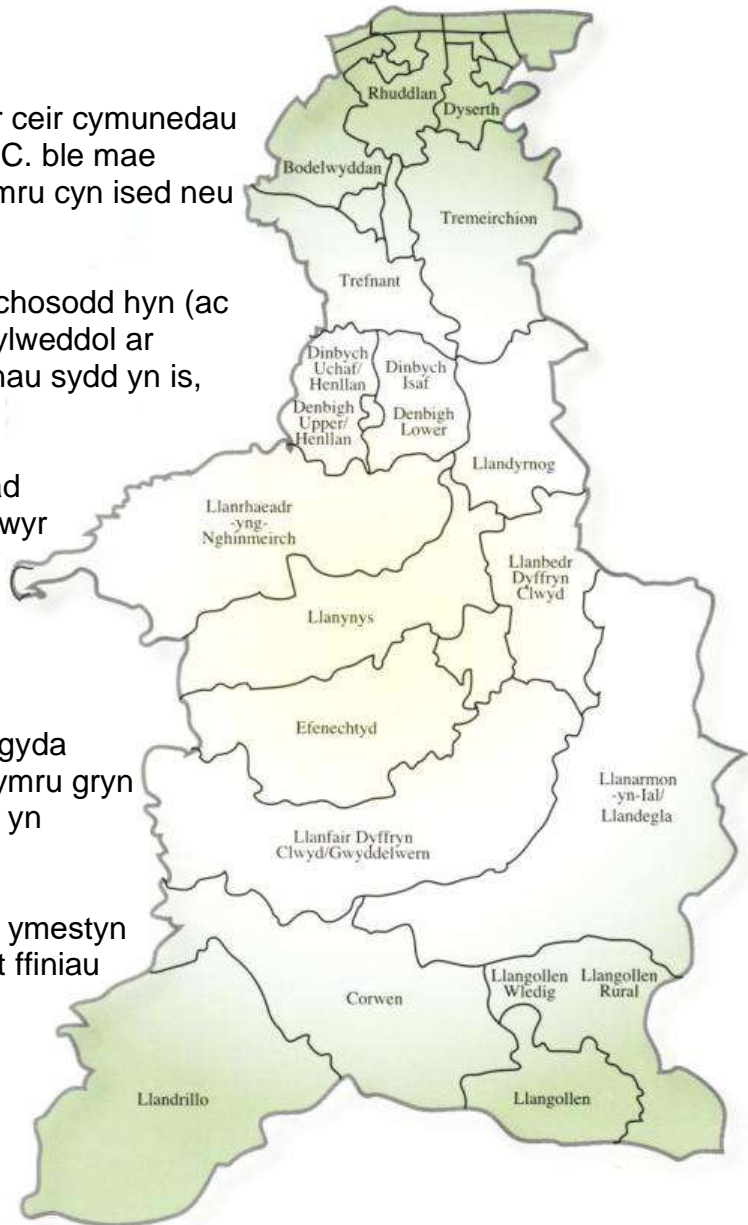 r ceir cymunedau
C. ble mae
mru cyn ised neu
chosodd hyn (ac
ylweddol ar
nau sydd yn is,
ad
wyr
gyda
ymru gryn
yn
ymestyn
t ffiniau
Rhuddlan
Dyserth
Bodelwyddan
Tremeirchion
Trefnant
Dinbych
Uchaf/
Henllan
Denbigh
Upper/
Henllan
Dinbych
Isaf
Denbigh
Lower
Llandyrnog
Llanrhaeadr
-yng-
Nghinmeirch
Llanbedr
Dyffryn
Clwyd
Llanynys
Efenechtyd
Llanarmon
-yn-Ial/
Llandegla
Llanfair Dyffryn
Clwyd/Gwyddelwern
Llangollen
Wledig
Llangollen
Rural
Corwen
Llandrillo
Llangollen